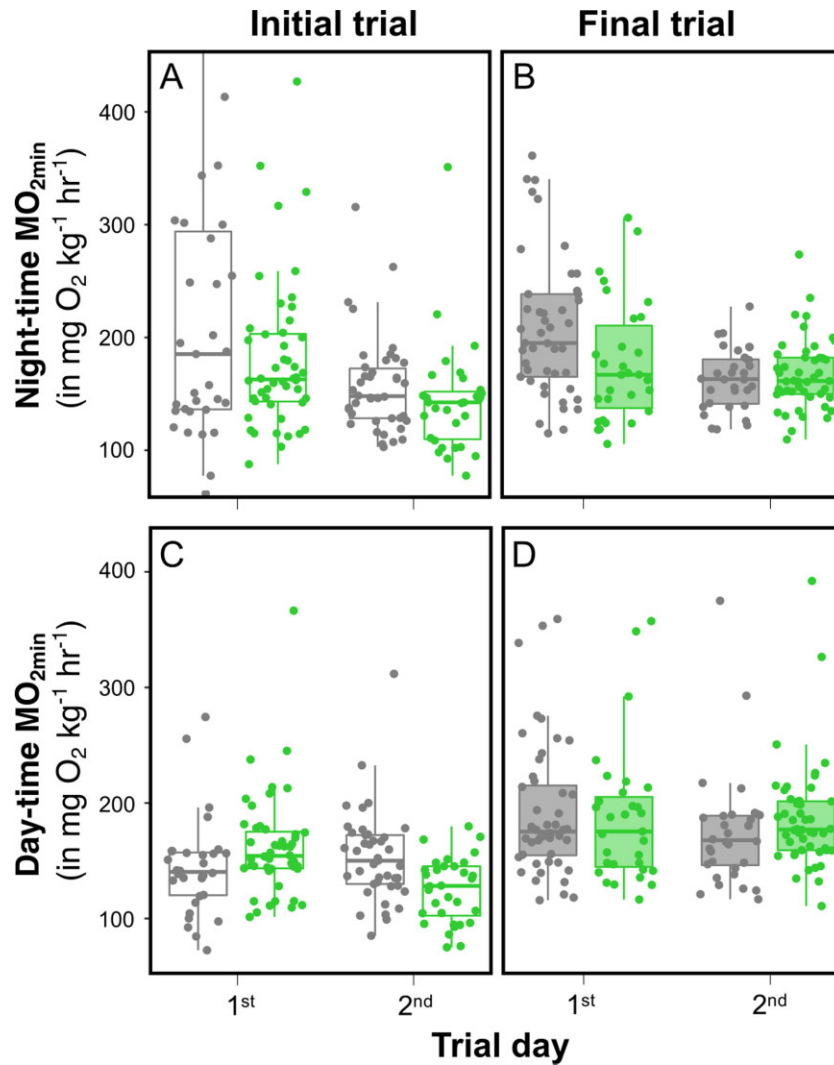 Initial trial
Final trial
A
B
Night-time MO₂min
(in mg O₂ kg⁻¹ hr⁻¹)
400
300
200
100
C
D
Day-time MO₂min
(in mg O₂ kg⁻¹ hr⁻¹)
400
300
200
100
1ˢᵗ
2ⁿᵈ
1ˢᵗ
2ⁿᵈ
Trial day